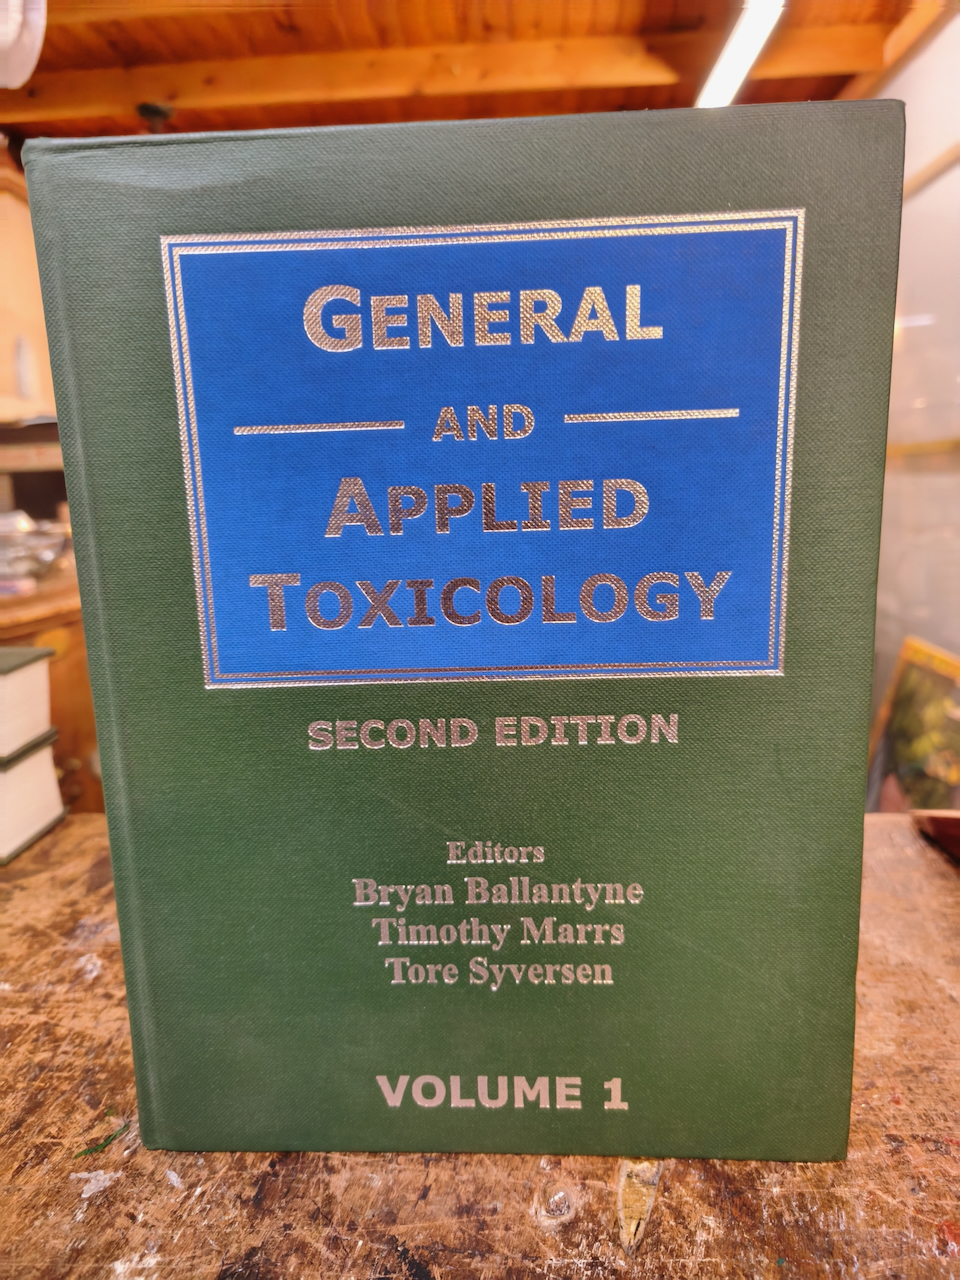 GENERAL
AND
APPLIED
TOXICOLOGY
SECOND EDITION
Editors
Bryan Ballantyne
Timothy Marrs
Tore Syversen
VOLUME 1